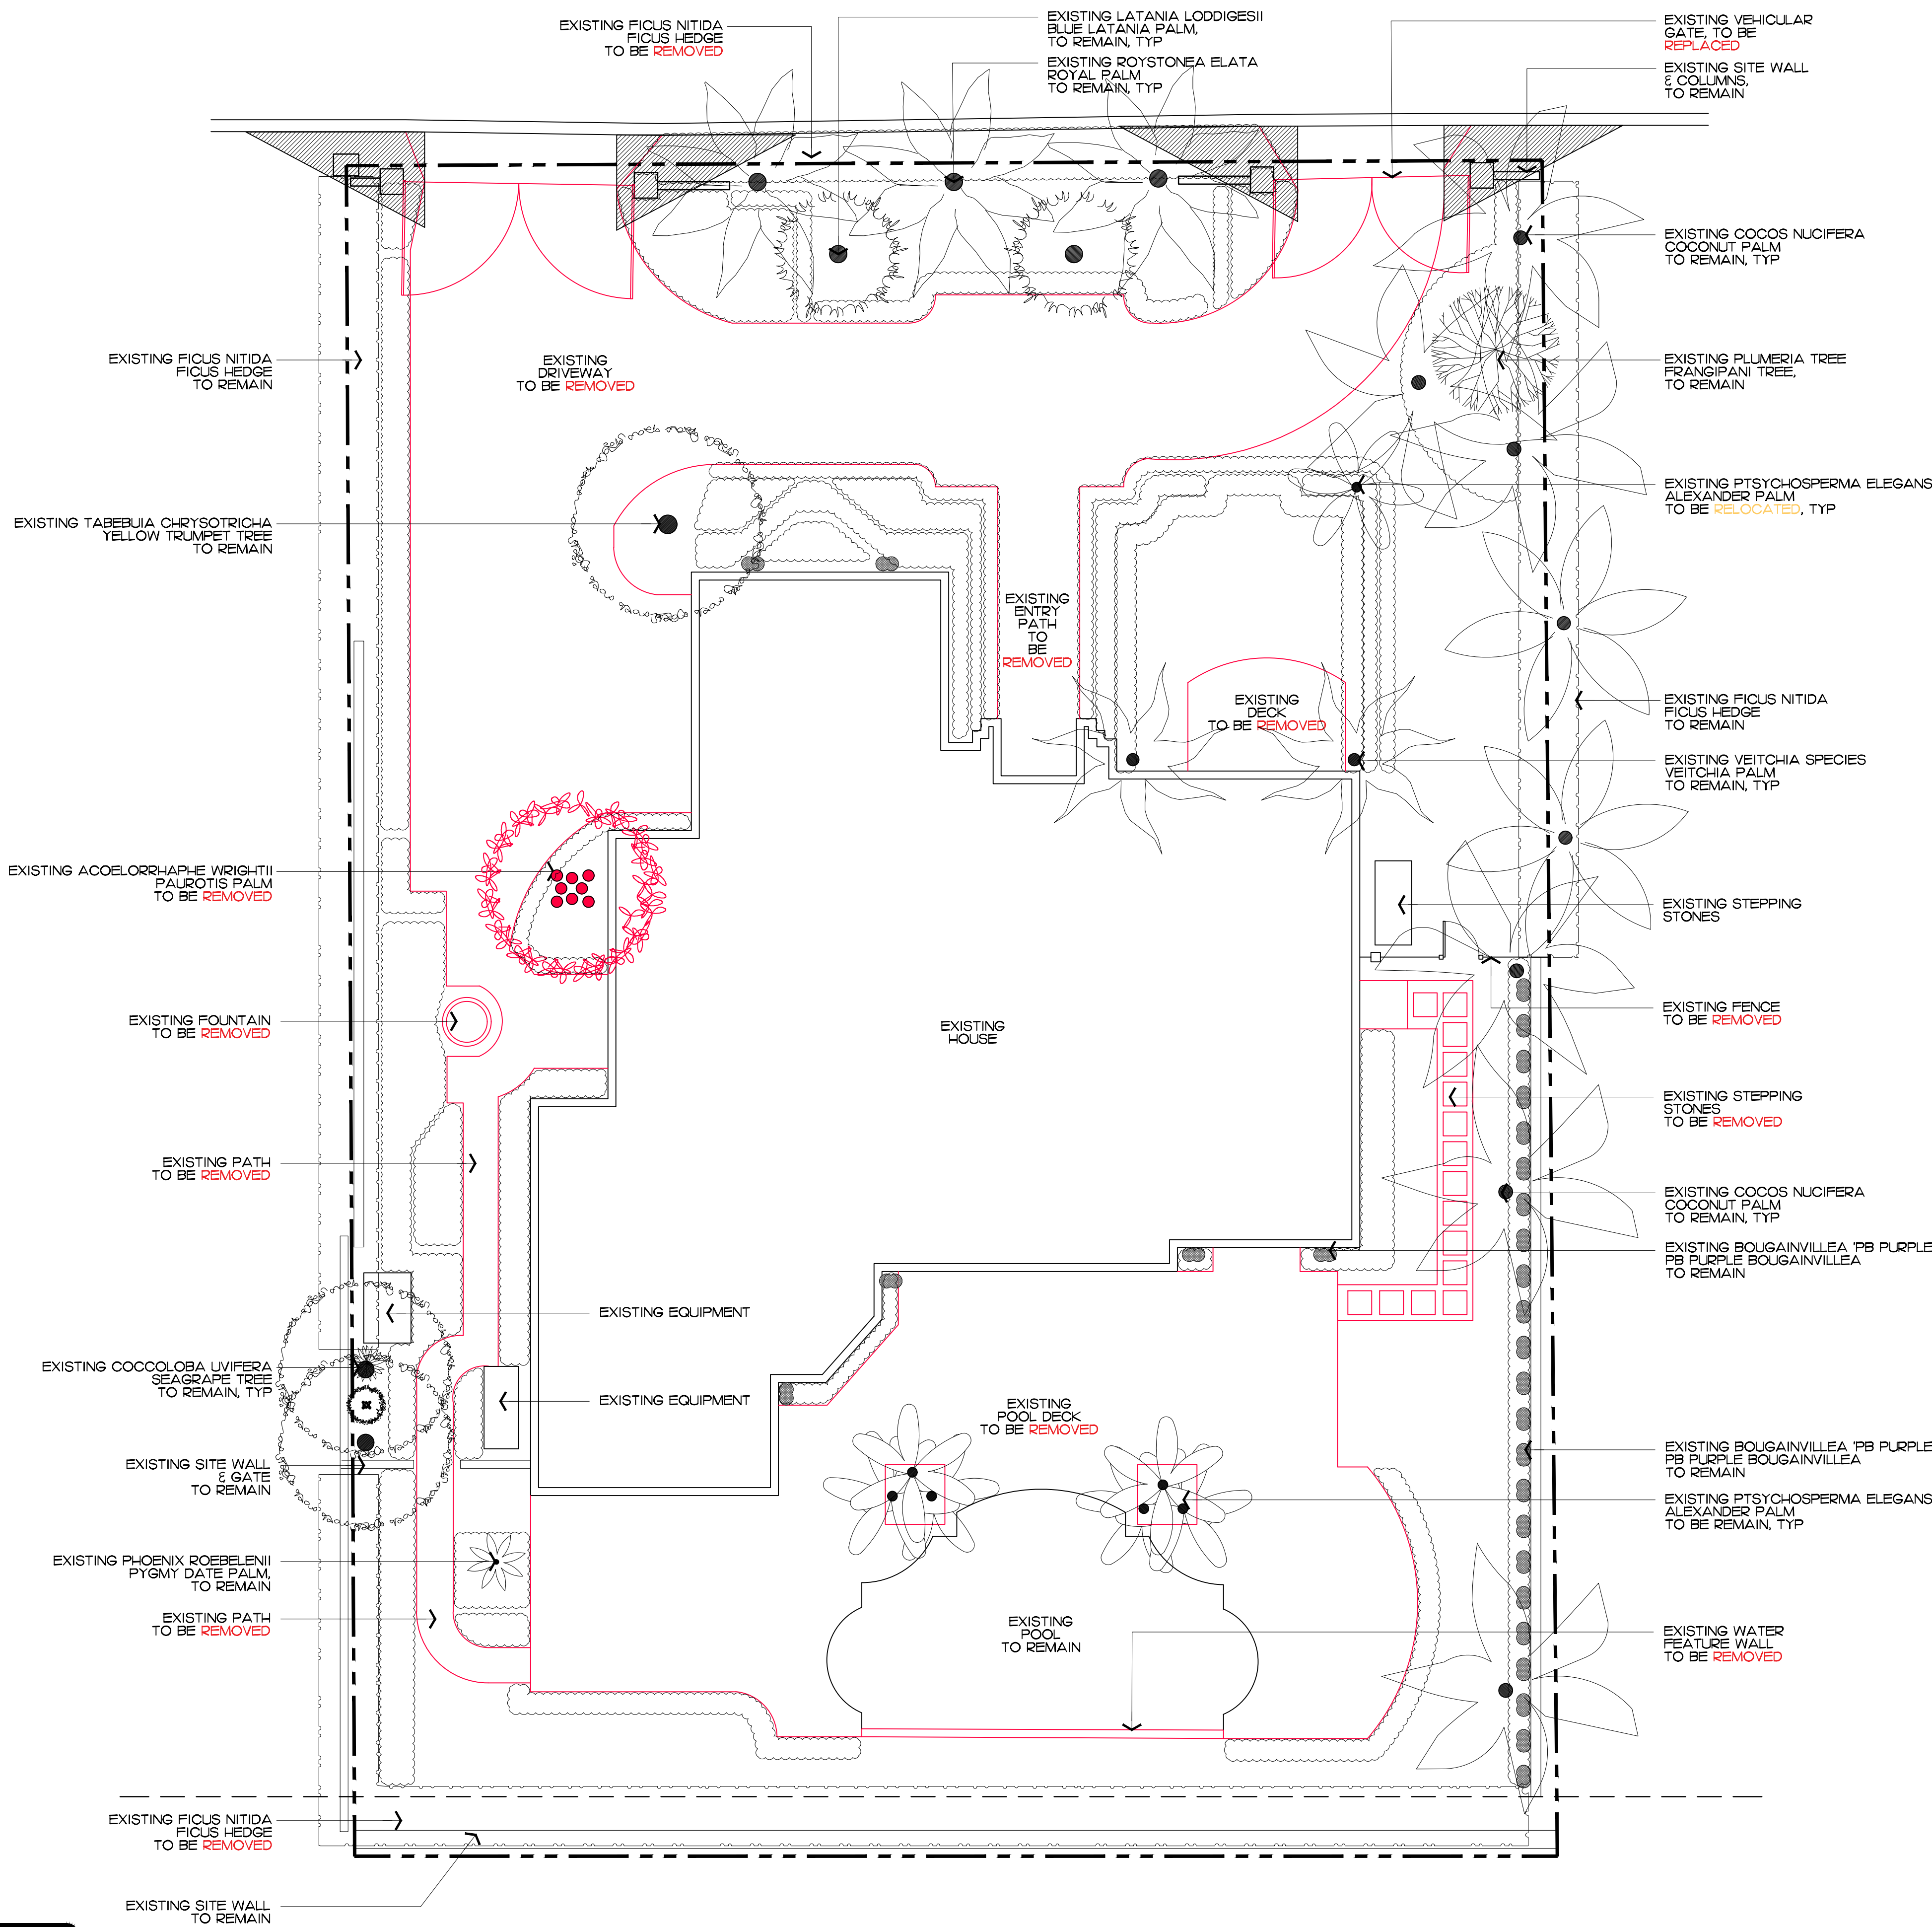 EXISTING FICUS NITIDA
FICUS HEDGE
TO BE REMOVED
EXISTING LATANIA LODDIGESII
BLUE LATANIA PALM,
TO REMAIN, TYP
EXISTING ROYSTONEA ELATA
ROYAL PALM
TO REMAIN, TYP
EXISTING VEHICULAR
GATE, TO BE
REPLACED
EXISTING SITE WALL
& COLUMNS,
TO REMAIN
EXISTING COCOS NUCIFERA
COCONUT PALM
TO REMAIN, TYP
EXISTING FICUS NITIDA
FICUS HEDGE
TO REMAIN
EXISTING
DRIVEWAY
TO BE REMOVED
EXISTING PLUMERIA TREE
FRANGIPANI TREE,
TO REMAIN
EXISTING PTSYCHOSPERMA ELEGANS
ALEXANDER PALM
TO BE RELOCATED, TYP
EXISTING TABEBUIA CHRYSOTRICHA
YELLOW TRUMPET TREE
TO REMAIN
EXISTING
ENTRY
PATH
TO
BE
REMOVED
EXISTING
DECK
TO BE REMOVED
EXISTING FICUS NITIDA
FICUS HEDGE
TO REMAIN
EXISTING VEITCHIA SPECIES
VEITCHIA PALM
TO REMAIN, TYP
EXISTING ACOELORRHAPHE WRIGHTII
PAUROTIS PALM
TO BE REMOVED
EXISTING STEPPING
STONES
EXISTING FOUNTAIN
TO BE REMOVED
EXISTING
HOUSE
EXISTING FENCE
TO BE REMOVED
EXISTING STEPPING
STONES
TO BE REMOVED
EXISTING PATH
TO BE REMOVED
EXISTING COCOS NUCIFERA
COCONUT PALM
TO REMAIN, TYP
EXISTING BOUGAINVILLEA 'PB PURPLE
PB PURPLE BOUGAINVILLEA
TO REMAIN
EXISTING EQUIPMENT
EXISTING COCCOLOBA UVIFERA
SEAGRAPE TREE
TO REMAIN, TYP
EXISTING EQUIPMENT
EXISTING
POOL DECK
TO BE REMOVED
EXISTING SITE WALL
& GATE
TO REMAIN
EXISTING BOUGAINVILLEA 'PB PURPLE
PB PURPLE BOUGAINVILLEA
TO REMAIN
EXISTING PTSYCHOSPERMA ELEGANS
ALEXANDER PALM
TO BE REMAIN, TYP
EXISTING PHOENIX ROEBELENII
PYGMY DATE PALM,
TO REMAIN
EXISTING PATH
TO BE REMOVED
EXISTING
POOL
TO REMAIN
EXISTING WATER
FEATURE WALL
TO BE REMOVED
EXISTING FICUS NITIDA
FICUS HEDGE
TO BE REMOVED
EXISTING SITE WALL
TO REMAIN